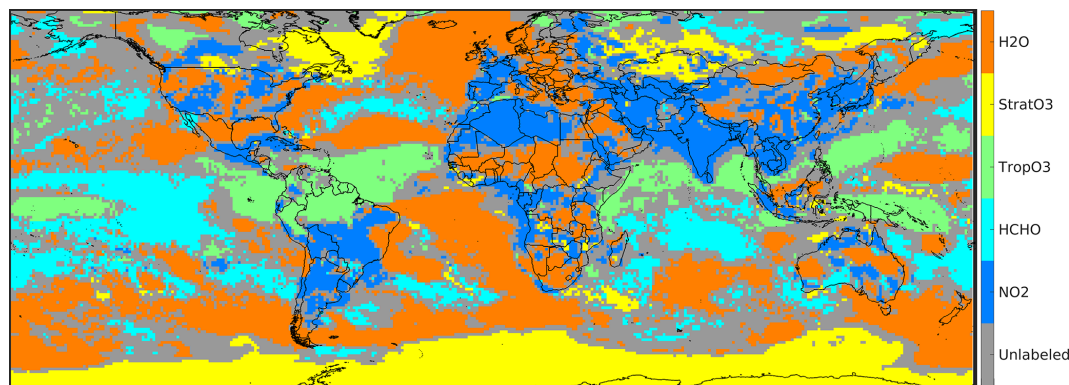 H2O
StratO3
TropO3
HCHO
NO2
Unlabeled